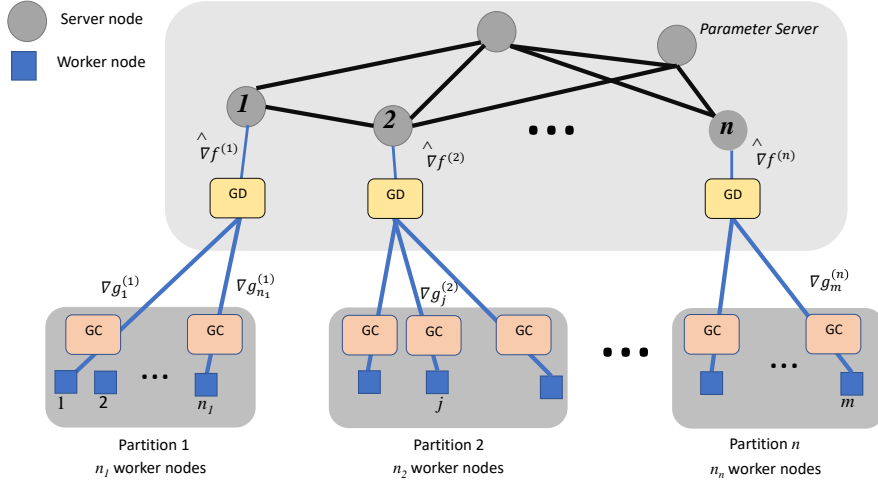 Server node
Worker node
Parameter Server
1
2
n
^
∇f^{(1)}
^
∇f^{(2)}
^
∇f^{(n)}
•••
GD
GD
GD
∇g_1^{(1)}
∇g_{n_1}^{(1)}
∇g_j^{(2)}
∇g_m^{(n)}
GC
GC
GC
GC
GC
GC
GC
•••
•••
•••
1
2
n_1
j
m
Partition 1
n_1 worker nodes
Partition 2
n_2 worker nodes
Partition n
n_n worker nodes